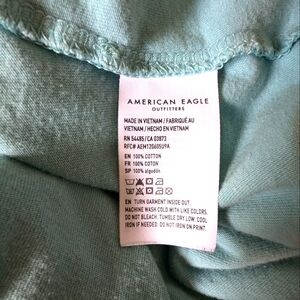 AMERICAN EAGLE
OUTFITTERS
MADE IN VIETNAM / FABRIQUÉ AU
VIETNAM / HECHO EN VIETNAM
RN 54485 / CA 03873
RFC# AEM120605U9A
EN 100% COTTON
FR 100% COTON
SP 100% algodón
EN TURN GARMENT INSIDE OUT.
MACHINE WASH COLD WITH LIKE COLORS.
DO NOT BLEACH. TUMBLE DRY LOW. COOL
IRON IF NEEDED. DO NOT IRON ON PRINT.